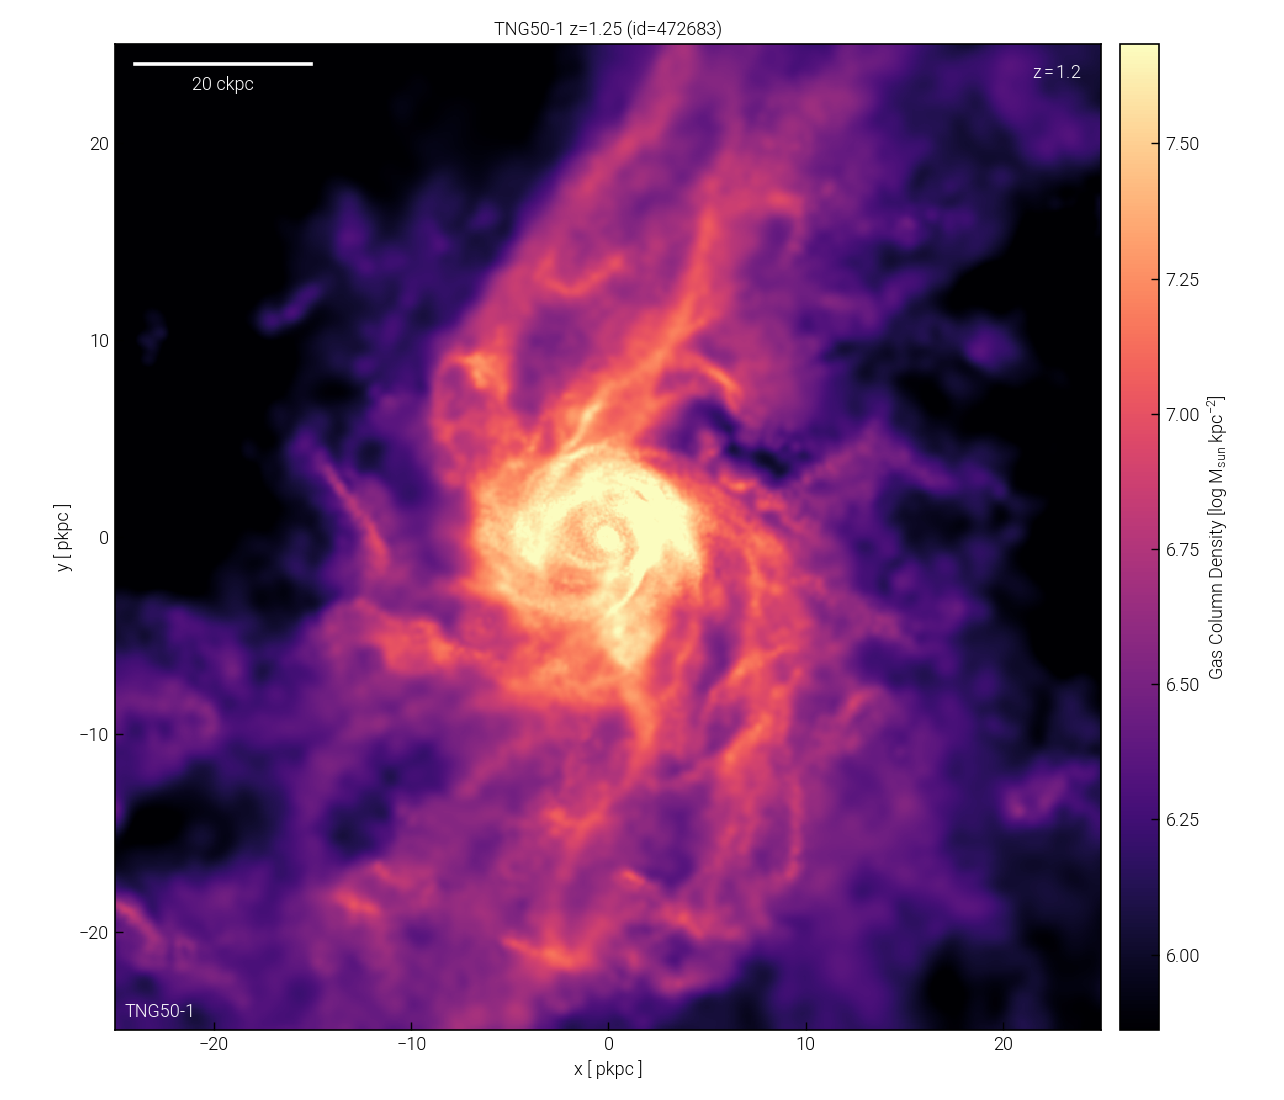 TNG50-1 z=1.25 (id=472683)
20 ckpc
z=1.2
20
10
0
−10
−20
y [ pkpc ]
TNG50-1
−20
−10
0
10
20
x [ pkpc ]
7.50
7.25
7.00
6.75
6.50
6.25
6.00
Gas Column Density [log Msun kpc−2]